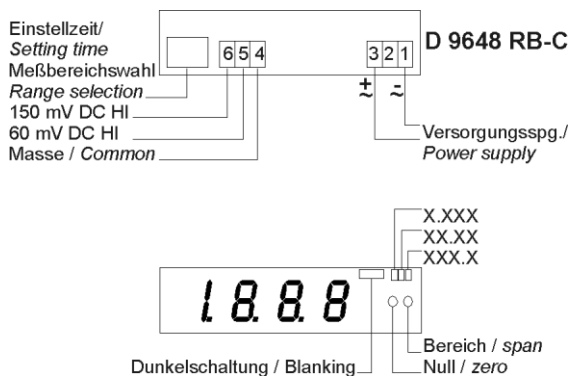 Einstellzeit/
Setting time
Meßbereichswahl
Range selection
150 mV DC HI
60 mV DC HI
Masse / Common
6 5 4
3 2 1
D 9648 RB-C
± ~
- ~
Versorgungsspg./
Power supply
X.XXX
XX.XX
XXX.X
1.8.8.8
Bereich / span
Null / zero
Dunkelschaltung / Blanking